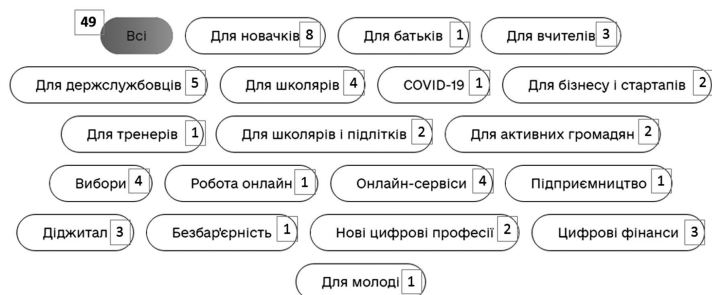 49 Всі Для новачків 8 Для батьків 1 Для вчителів 3
Для держслужбовців 5 Для школярів 4 COVID-19 1 Для бізнесу і стартапів 2
Для тренерів 1 Для школярів і підлітків 2 Для активних громадян 2
Вибори 4 Робота онлайн 1 Онлайн-сервіси 4 Підприємництво 1
Діджитал 3 Безбар'єрність 1 Нові цифрові професії 2 Цифрові фінанси 3
Для молоді 1